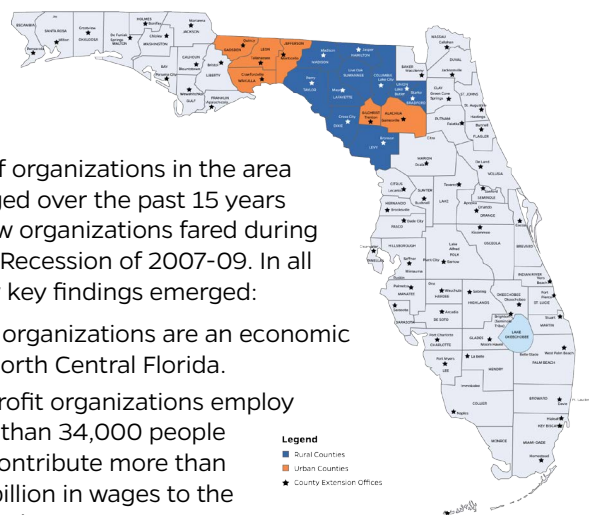 of organizations in the area
ged over the past 15 years
w organizations fared during
Recession of 2007-09. In all
key findings emerged:
organizations are an economic
orth Central Florida.
rofit organizations employ
than 34,000 people
ontribute more than
billion in wages to the
Legend
Rural Counties
Urban Counties
County Extension Offices
ESCAMBIA
SANTA ROSA
OKALOOSA
WALTON
HOLMES
JACKSON
WASHINGTON
BAY
CALHOUN
GULF
LIBERTY
FRANKLIN
GADSDEN
LEON
JEFFERSON
WAKULLA
MADISON
HAMILTON
TAYLOR
SUWANNEE
LAFAYETTE
COLUMBIA
DIXIE
GILCHRIST
ALACHUA
BRADFORD
LEVY
BAKER
NASSAU
DUVAL
CLAY
ST. JOHNS
PUTNAM
FLAGLER
MARION
VOLUSIA
CITRUS
SUMTER
LAKE
HERNANDO
PASCO
SEMINOLE
ORANGE
BREVARD
OSCEOLA
HILLSBOROUGH
POLK
INDIAN RIVER
MANATEE
HARDEE
HIGHLANDS
OKEECHOBEE
ST. LUCIE
SARASOTA
DE SOTO
MARTIN
CHARLOTTE
GLADES
LAKE OKEECHOBEE
PALM BEACH
LEE
HENDRY
COLLIER
BROWARD
MONROE
MIAMI-DADE